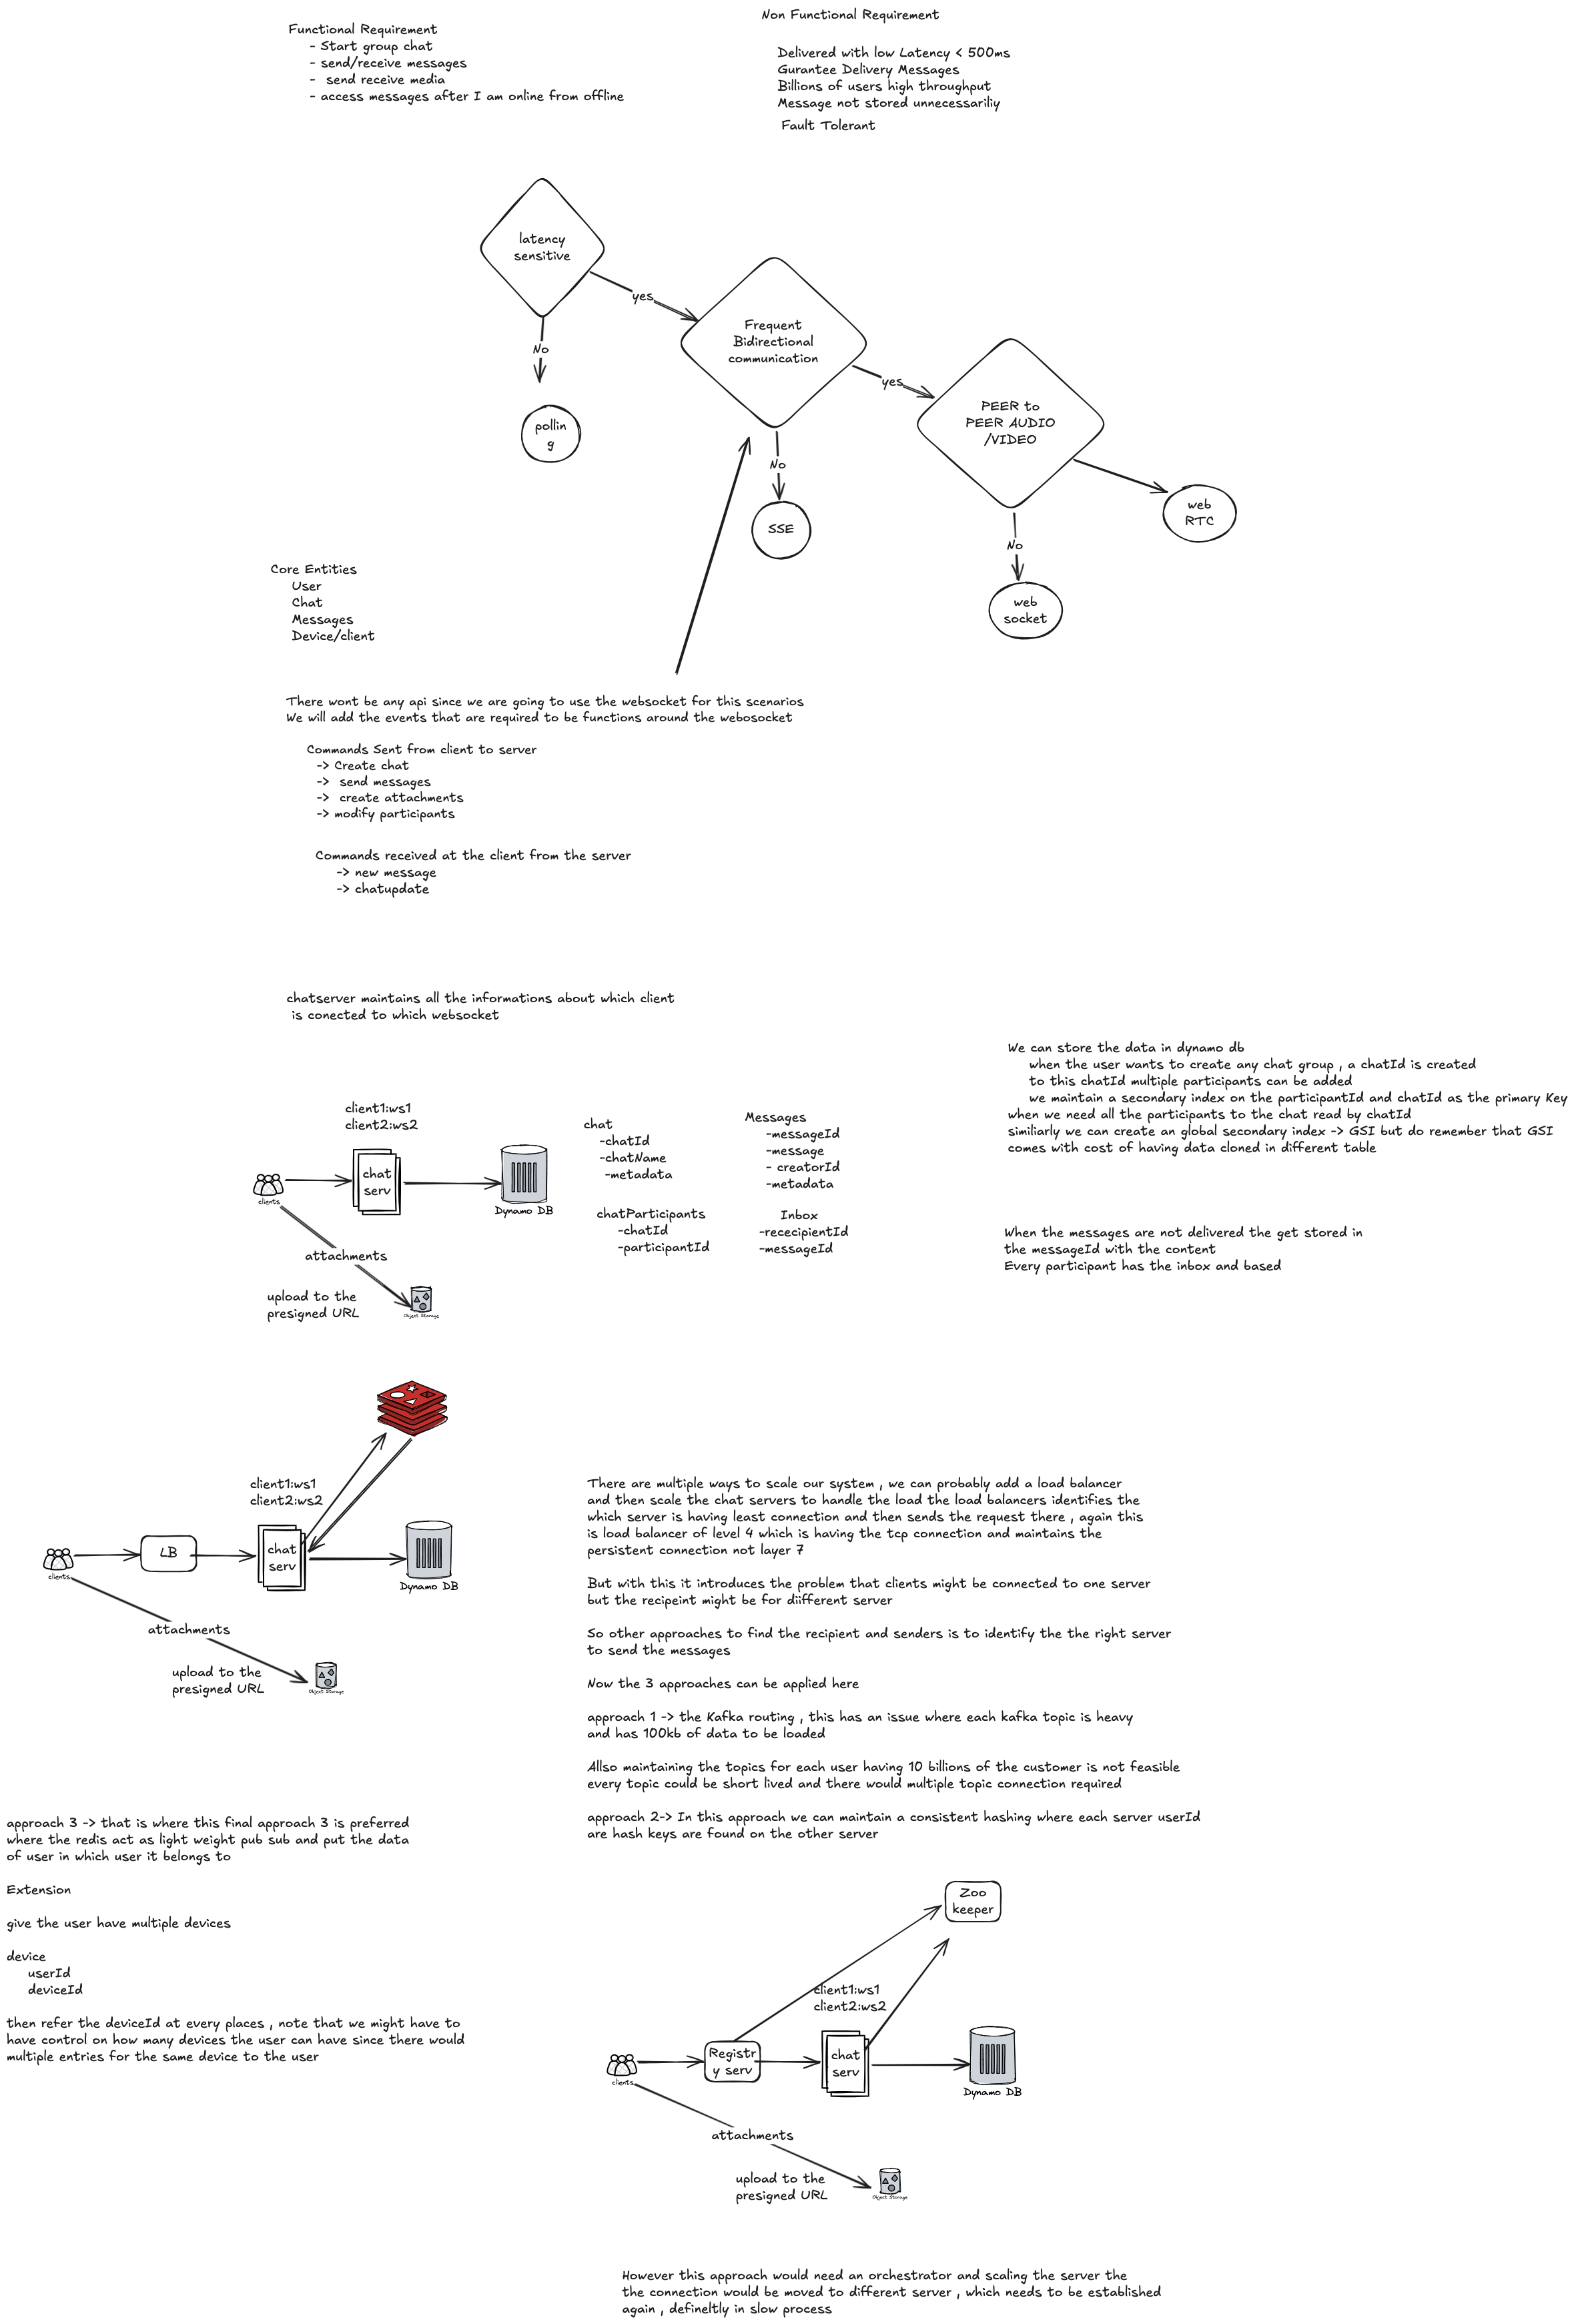 Functional Requirement
- Start group chat
- send/receive messages
- send receive media
- access messages after I am online from offline
Non Functional Requirement
Delivered with low Latency < 500ms
Gurantee Delivery Messages
Billions of users high throughput
Message not stored unnecessariliy
Fault Tolerant
latency
sensitive
yes
No
pollin
g
Frequent
Bidirectional
communication
yes
No
SSE
PEER to
PEER AUDIO
/VIDEO
No
web
RTC
web
socket
Core Entities
User
Chat
Messages
Device/client
There wont be any api since we are going to use the websocket for this scenarios
We will add the events that are required to be functions around the webosocket
Commands Sent from client to server
-> Create chat
-> send messages
-> create attachments
-> modify participants
Commands received at the client from the server
-> new message
-> chatupdate
chatserver maintains all the informations about which client
is conected to which websocket
client1:ws1
client2:ws2
clients
chat
serv
Dynamo DB
attachments
upload to the
presigned URL
Object Storage
chat
-chatId
-chatName
-metadata
Messages
-messageId
-message
- creatorId
-metadata
chatParticipants
-chatId
-participantId
Inbox
-rececipientId
-messageId
We can store the data in dynamo db
when the user wants to create any chat group , a chatId is created
to this chatId multiple participants can be added
we maintain a secondary index on the participantId and chatId as the primary Key
when we need all the participants to the chat read by chatId
similiarly we can create an global secondary index -> GSI but do remember that GSI
comes with cost of having data cloned in different table
When the messages are not delivered the get stored in
the messageId with the content
Every participant has the inbox and based
client1:ws1
client2:ws2
clients
LB
chat
serv
Dynamo DB
attachments
upload to the
presigned URL
Object Storage
There are multiple ways to scale our system , we can probably add a load balancer
and then scale the chat servers to handle the load the load balancers identifies the
which server is having least connection and then sends the request there , again this
is load balancer of level 4 which is having the tcp connection and maintains the
persistent connection not layer 7
But with this it introduces the problem that clients might be connected to one server
but the recipeint might be for diifferent server
So other approaches to find the recipient and senders is to identify the the right server
to send the messages
Now the 3 approaches can be applied here
approach 1 -> the Kafka routing , this has an issue where each kafka topic is heavy
and has 100kb of data to be loaded
Allso maintaining the topics for each user having 10 billions of the customer is not feasible
every topic could be short lived and there would multiple topic connection required
approach 2-> In this approach we can maintain a consistent hashing where each server userId
are hash keys are found on the other server
approach 3 -> that is where this final approach 3 is preferred
where the redis act as light weight pub sub and put the data
of user in which user it belongs to
Extension
give the user have multiple devices
device
userId
deviceId
then refer the deviceId at every places , note that we might have to
have control on how many devices the user can have since there would
multiple entries for the same device to the user
Zoo
keeper
client1:ws1
client2:ws2
clients
Registr
y serv
chat
serv
Dynamo DB
attachments
upload to the
presigned URL
Object Storage
However this approach would need an orchestrator and scaling the server the
the connection would be moved to different server , which needs to be established
again , defineltly in slow process